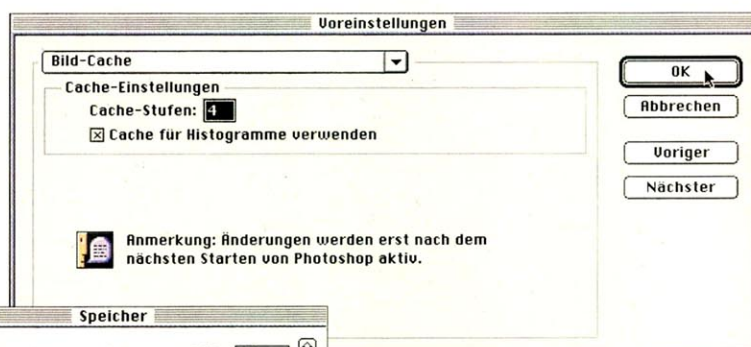 Voreinstellungen
Bild-Cache
Cache-Einstellungen
Cache-Stufen: 4
Cache für Histogramme verwenden
Anmerkung: Änderungen werden erst nach dem
nächsten Starten von Photoshop aktiv.
OK
Abbrechen
Voriger
Nächster
Speicher